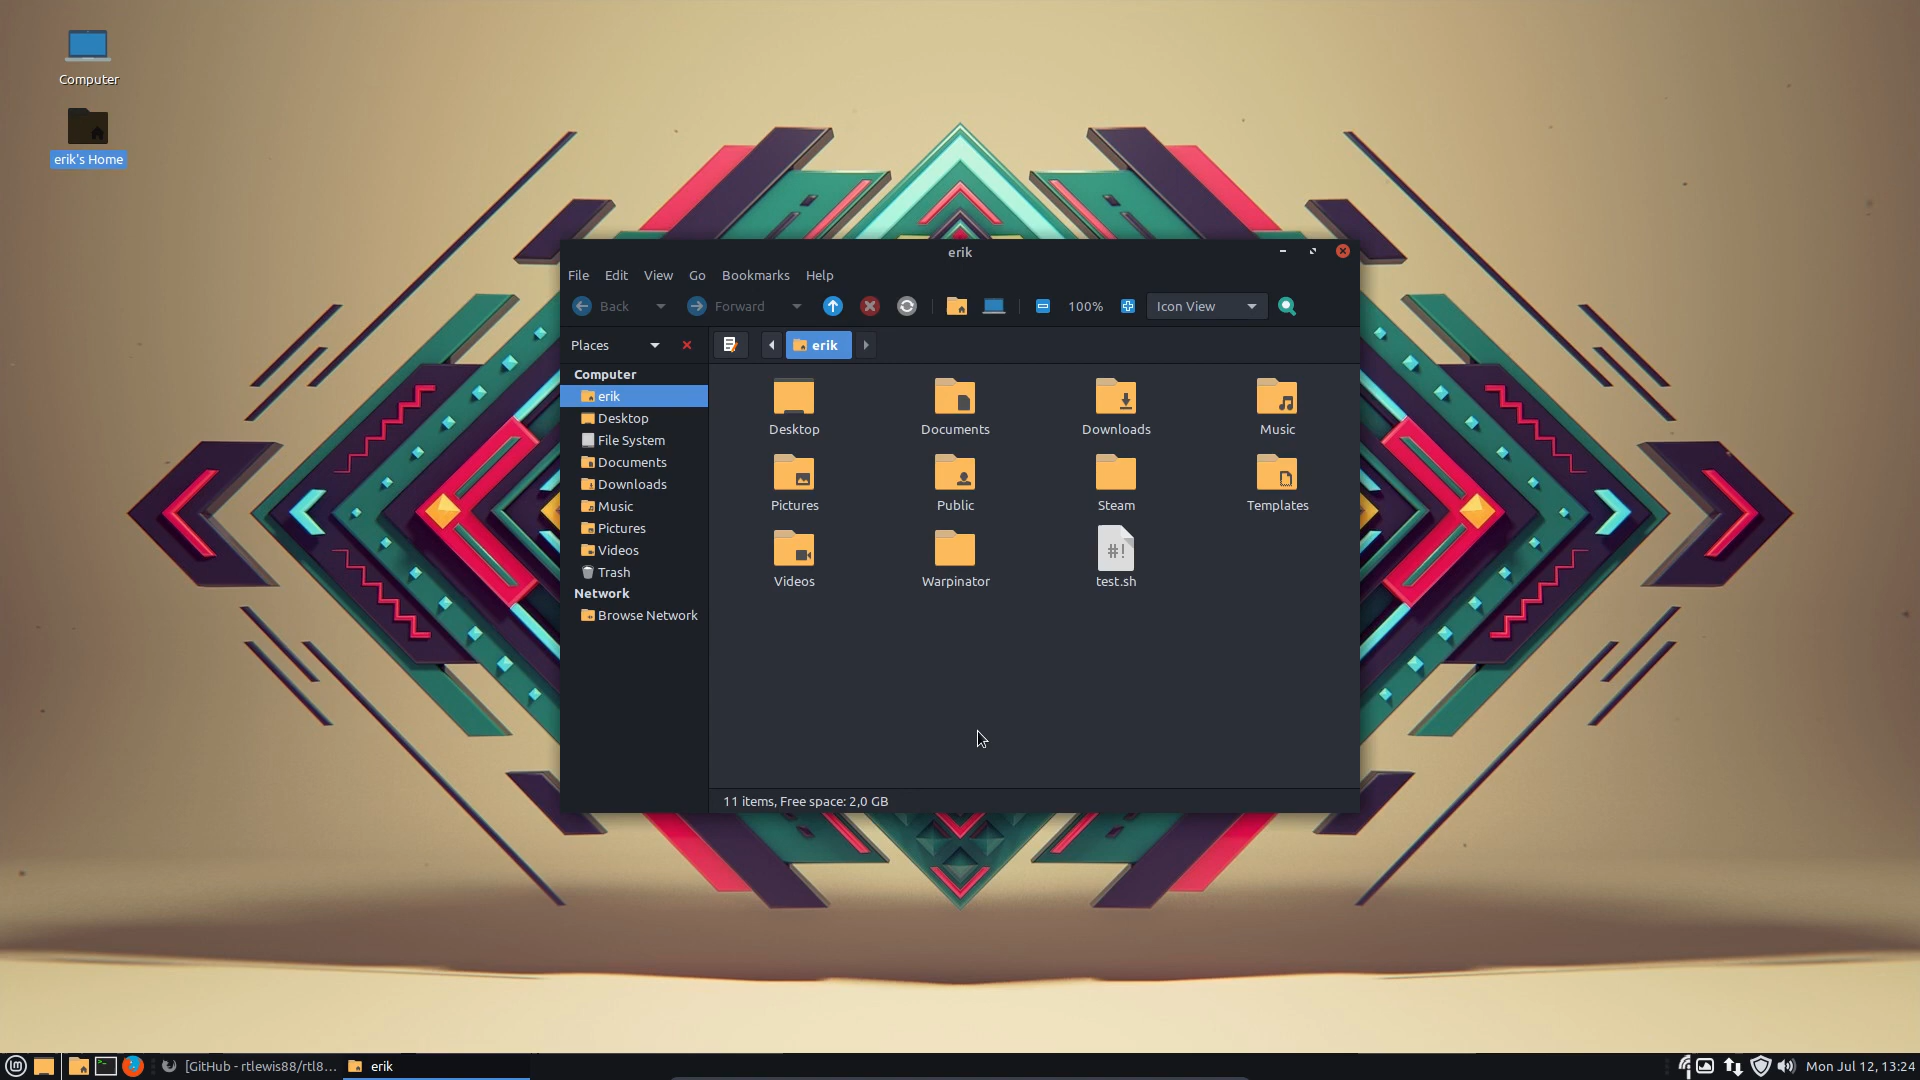 Computer
erik's Home
erik
File Edit View Go Bookmarks Help
Back Forward 100% Icon View
Places erik
Computer
erik
Desktop
File System
Documents
Downloads
Music
Pictures
Videos
Trash
Network
Browse Network
Desktop Documents Downloads Music
Pictures Public Steam Templates
#!
Videos Warpinator test.sh
11 items, Free space: 2,0 GB
[GitHub - rtlewis88/rtl8... erik Mon Jul 12, 13:24